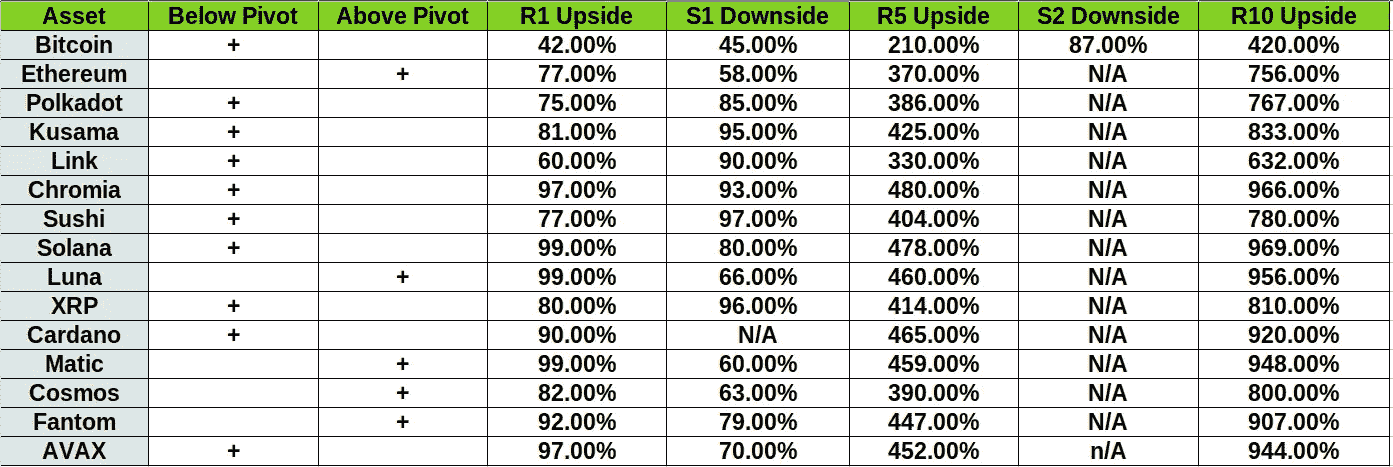 Asset Below Pivot Above Pivot R1 Upside S1 Downside R5 Upside S2 Downside R10 Upside
Bitcoin + 42.00% 45.00% 210.00% 87.00% 420.00%
Ethereum + 77.00% 58.00% 370.00% N/A 756.00%
Polkadot + 75.00% 85.00% 386.00% N/A 767.00%
Kusama + 81.00% 95.00% 425.00% N/A 833.00%
Link + 60.00% 90.00% 330.00% N/A 632.00%
Chromia + 97.00% 93.00% 480.00% N/A 966.00%
Sushi + 77.00% 97.00% 404.00% N/A 780.00%
Solana + 99.00% 80.00% 478.00% N/A 969.00%
Luna + 99.00% 66.00% 460.00% N/A 956.00%
XRP + 80.00% 96.00% 414.00% N/A 810.00%
Cardano + 90.00% N/A 465.00% N/A 920.00%
Matic + 99.00% 60.00% 459.00% N/A 948.00%
Cosmos + 82.00% 63.00% 390.00% N/A 800.00%
Fantom + 92.00% 79.00% 447.00% N/A 907.00%
AVAX + 97.00% 70.00% 452.00% n/A 944.00%